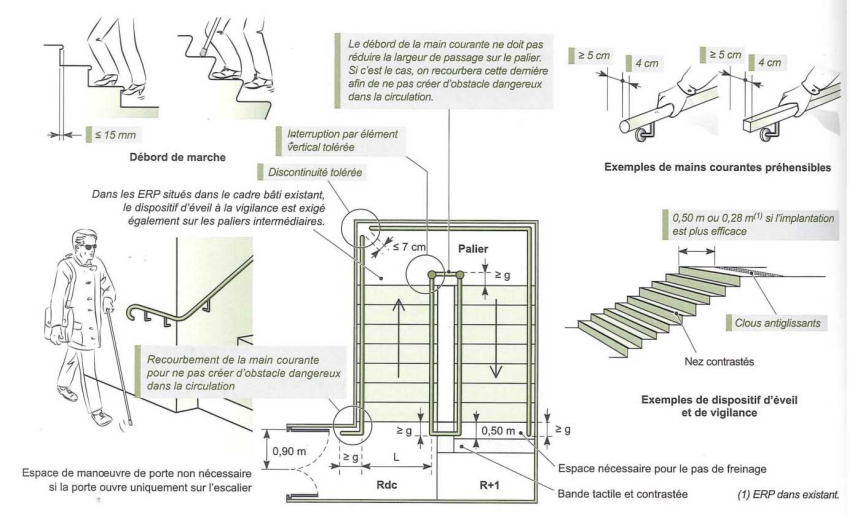 Le débord de la main courante ne doit pas
réduire la largeur de passage sur le palier.
Si c'est le cas, on recourbera cette dernière
afin de ne pas créer d'obstacle dangereux
dans la circulation.
≥ 5 cm
4 cm
≥ 5 cm
4 cm
≤ 15 mm
Débord de marche
Interruption par élément
vertical tolérée
Discontinuité tolérée
Exemples de mains courantes préhensibles
Dans les ERP situés dans le cadre bâti existant,
le dispositif d'éveil à la vigilance est exigé
également sur les paliers intermédiaires.
≤ 7 cm
Palier
≥ g
0,50 m ou 0,28 m(1) si l'implantation
est plus efficace
Clous antiglissants
Nez contrastés
Exemples de dispositif d'éveil
et de vigilance
Recourbement de la main courante
pour ne pas créer d'obstacle dangereux
dans la circulation
0,90 m
≥ g
L
≥ g
0,50 m
≥ g
Espace de manœuvre de porte non nécessaire
si la porte ouvre uniquement sur l'escalier
Rdc
R+1
Espace nécessaire pour le pas de freinage
Bande tactile et contrastée
(1) ERP dans existant.